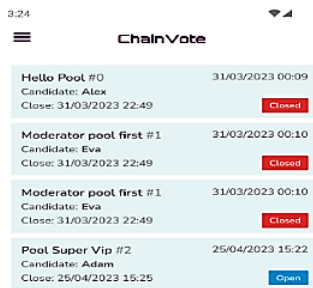 3:24
ChainVote
Hello Pool #0 31/03/2023 00:09
Candidate: Alex
Close: 31/03/2023 22:49 Closed
Moderator pool first #1 31/03/2023 00:10
Candidate: Eva
Close: 31/03/2023 22:49 Closed
Moderator pool first #1 31/03/2023 00:10
Candidate: Eva
Close: 31/03/2023 22:49 Closed
Pool Super Vip #2 25/04/2023 15:22
Candidate: Adam
Close: 25/04/2023 15:25 Open